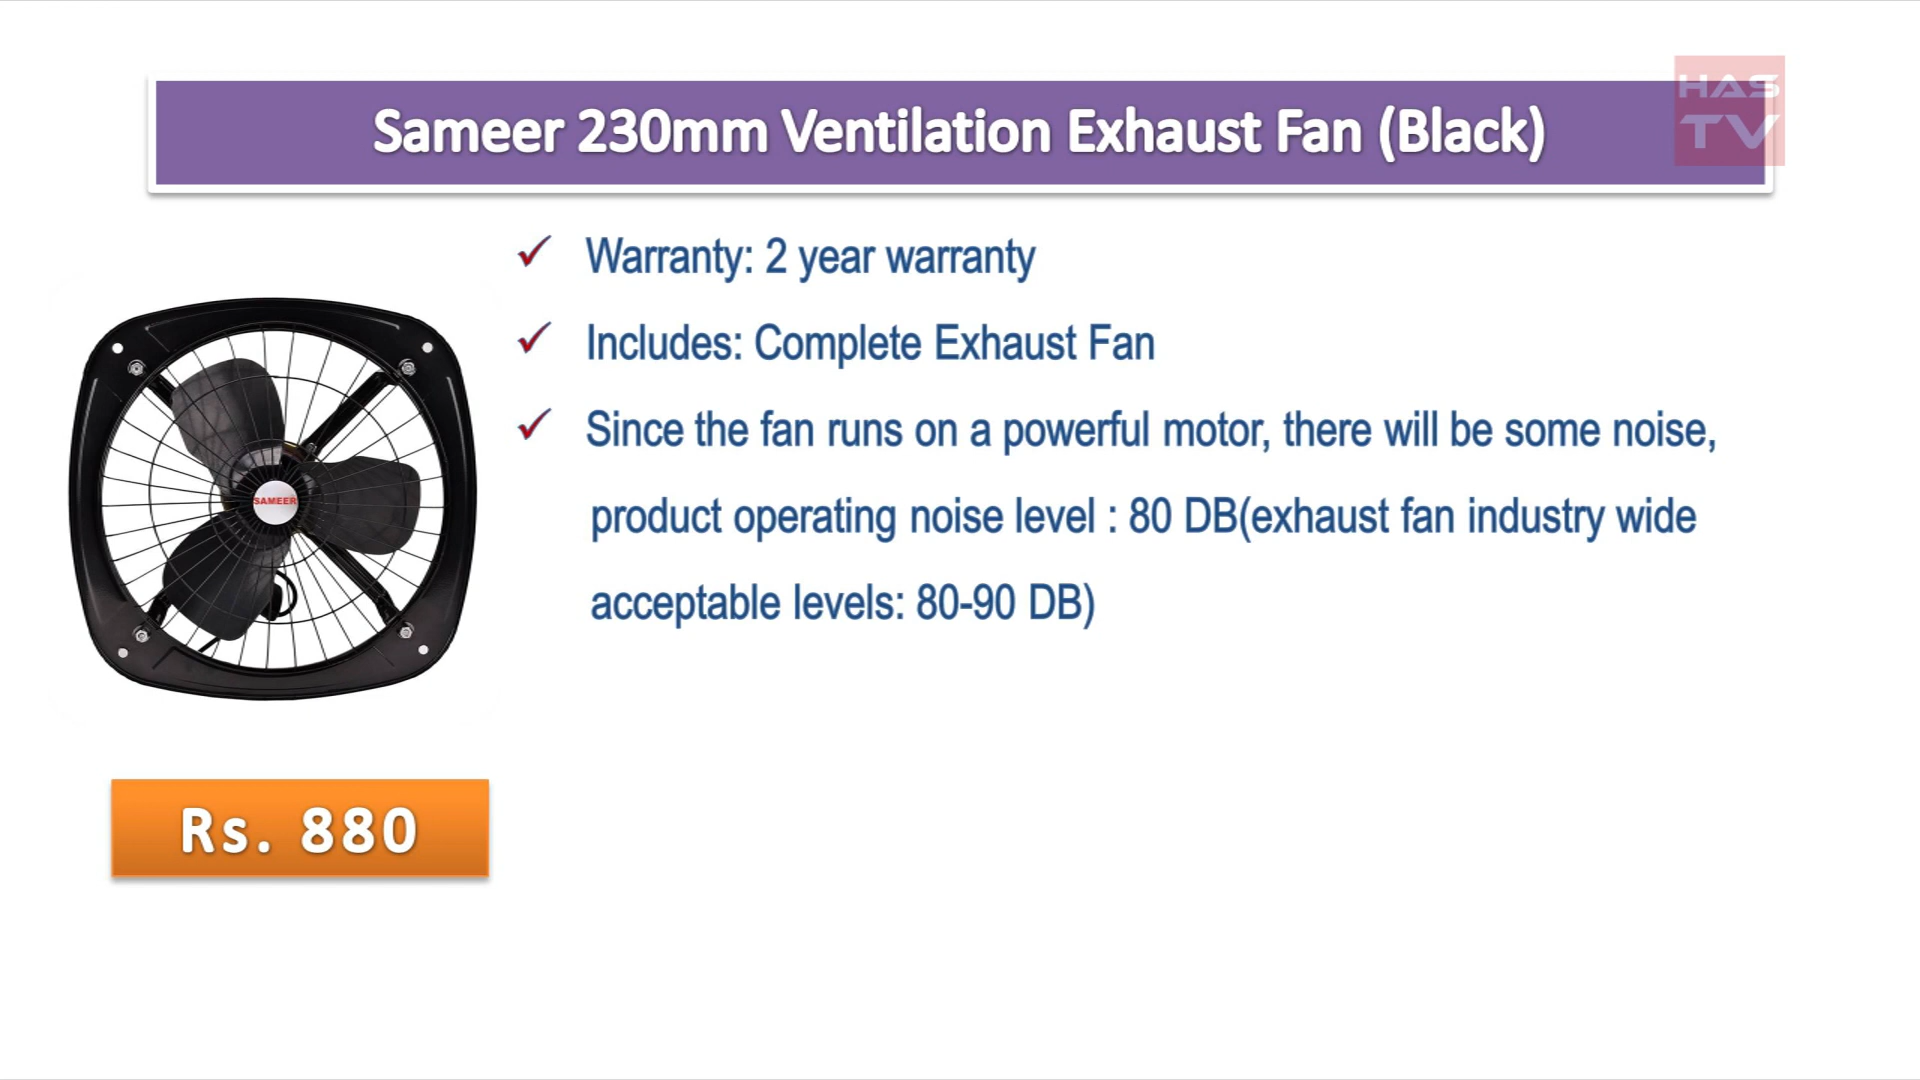 HAS
TV
Sameer 230mm Ventilation Exhaust Fan (Black)
Warranty: 2 year warranty
Includes: Complete Exhaust Fan
Since the fan runs on a powerful motor, there will be some noise,
product operating noise level : 80 DB(exhaust fan industry wide
acceptable levels: 80-90 DB)
SAMEER
Rs. 880